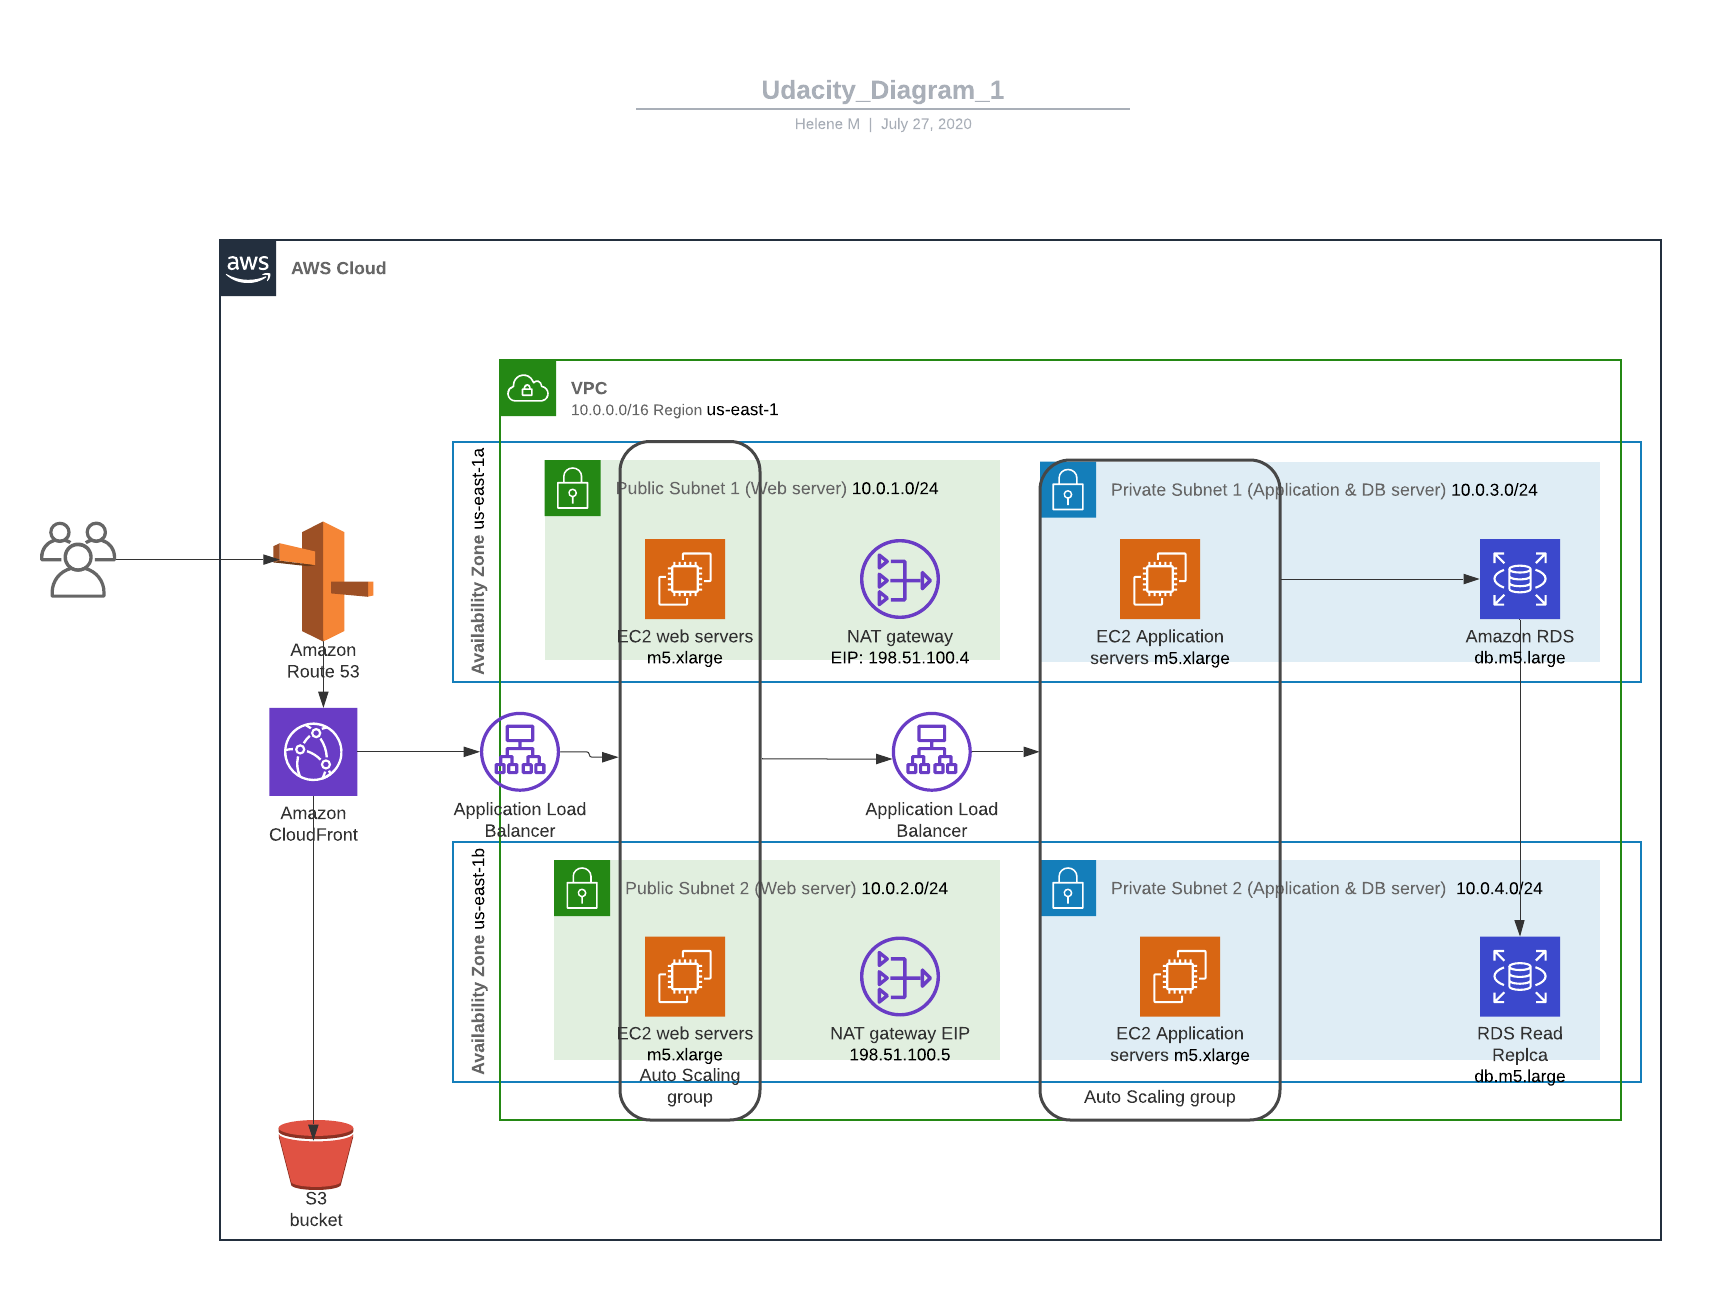 Udacity_Diagram_1
Helene M | July 27, 2020
aws
AWS Cloud
VPC
10.0.0.0/16 Region us-east-1
Availability Zone us-east-1a
Public Subnet 1 (Web server) 10.0.1.0/24
Private Subnet 1 (Application & DB server) 10.0.3.0/24
EC2 web servers
m5.xlarge
NAT gateway
EIP: 198.51.100.4
EC2 Application
servers m5.xlarge
Amazon RDS
db.m5.large
Amazon
Route 53
Amazon
CloudFront
Application Load
Balancer
Application Load
Balancer
Availability Zone us-east-1b
Public Subnet 2 (Web server) 10.0.2.0/24
Private Subnet 2 (Application & DB server) 10.0.4.0/24
EC2 web servers
m5.xlarge
Auto Scaling
group
NAT gateway EIP
198.51.100.5
EC2 Application
servers m5.xlarge
Auto Scaling group
RDS Read
Replca
db.m5.large
S3
bucket